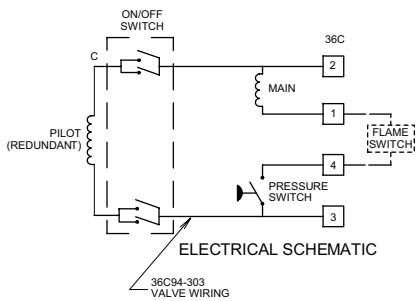 ON/OFF
SWITCH
36C
C
2
MAIN
1
PILOT
(REDUNDANT)
FLAME
SWITCH
4
PRESSURE
SWITCH
3
ELECTRICAL SCHEMATIC
36C94-303
VALVE WIRING